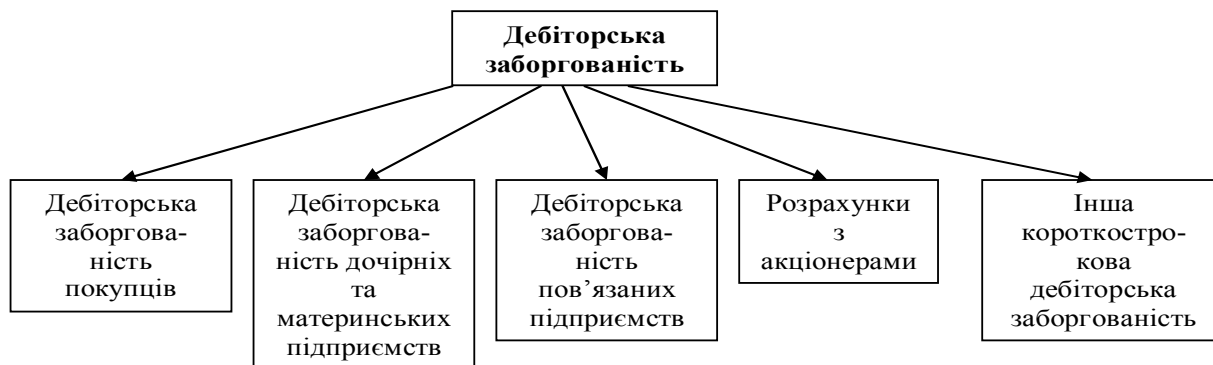 Дебіторська
заборгованість
Дебіторська
заборгова-
ність
покупців
Дебіторська
заборгова-
ність дочірніх
та
материнських
підприємств
Дебіторська
заборгова-
ність
пов’язаних
підприємств
Розрахунки
з
акціонерами
Інша
короткостро-
кова
дебіторська
заборгованість